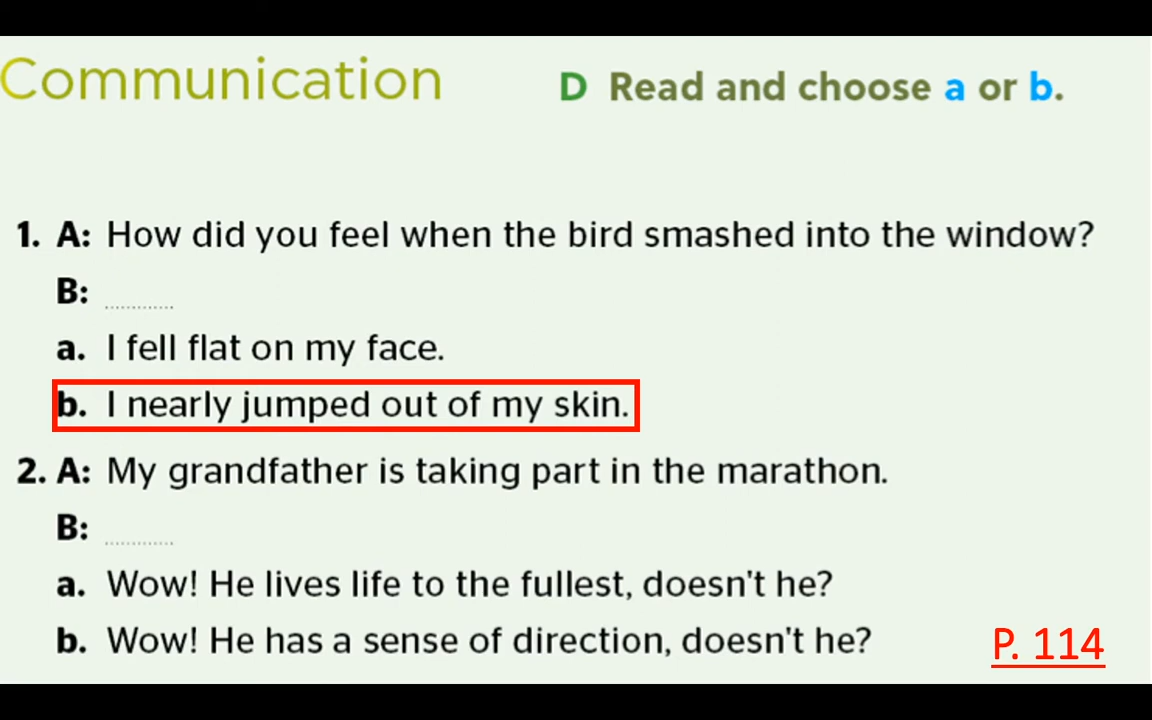 Communication
D Read and choose a or b.
1. A: How did you feel when the bird smashed into the window?
B: ............
a. I fell flat on my face.
b. I nearly jumped out of my skin.
2. A: My grandfather is taking part in the marathon.
B: ............
a. Wow! He lives life to the fullest, doesn't he?
b. Wow! He has a sense of direction, doesn't he?
P. 114